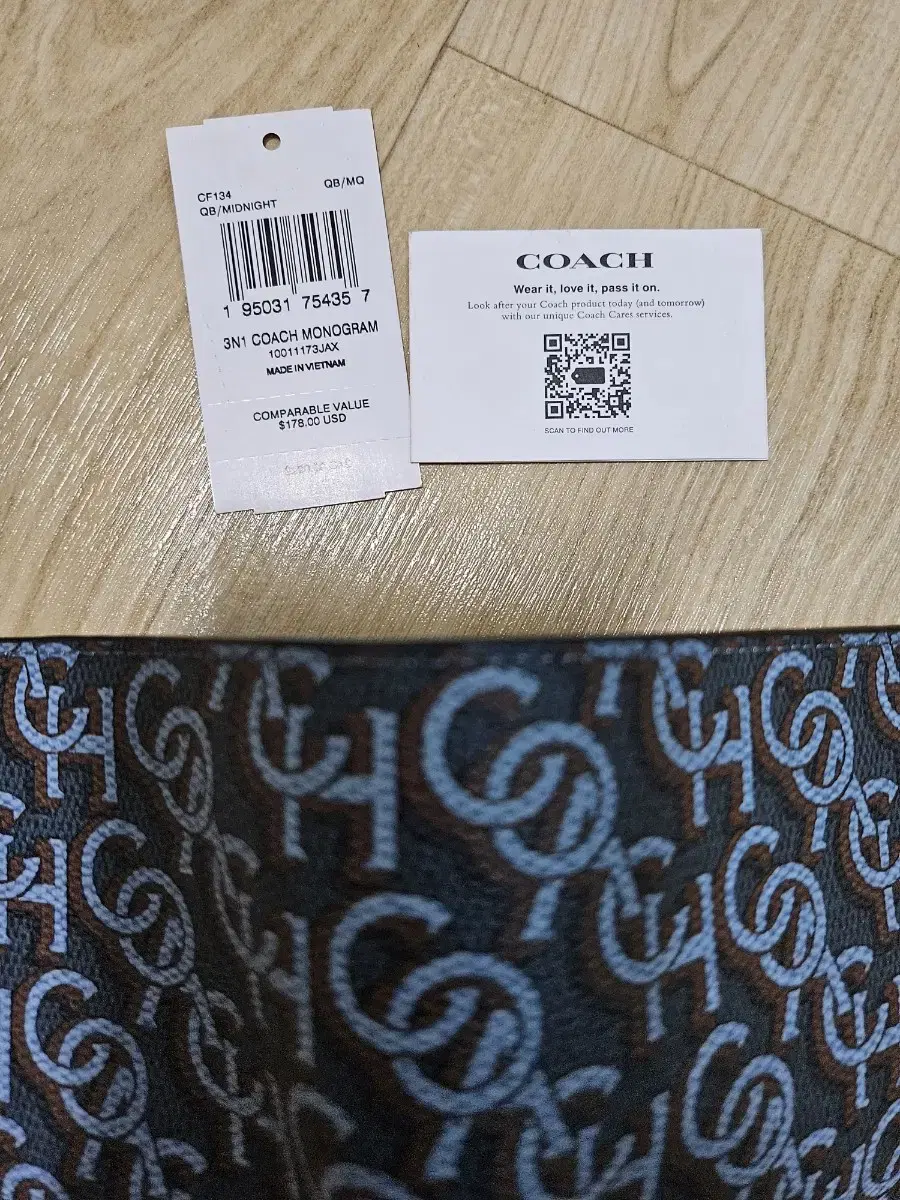 CF134 QB/MQ
QB/MIDNIGHT
1 95031 75435 7
3N1 COACH MONOGRAM
10011173JAX
MADE IN VIETNAM
COMPARABLE VALUE
$178.00 USD
COACH
Wear it, love it, pass it on.
Look after your Coach product today (and tomorrow)
with our unique Coach Cares services.
SCAN TO FIND OUT MORE